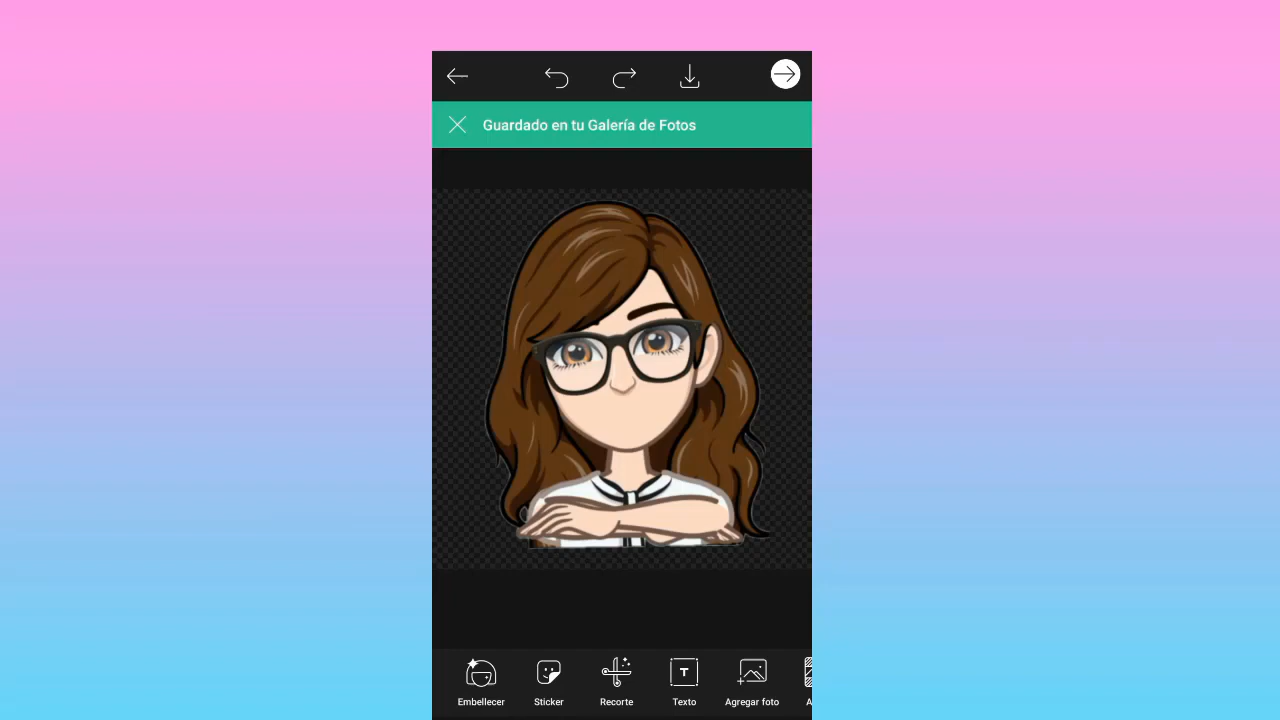 Guardado en tu Galería de Fotos
T
Embellecer
Sticker
Recorte
Texto
Agregar foto
A